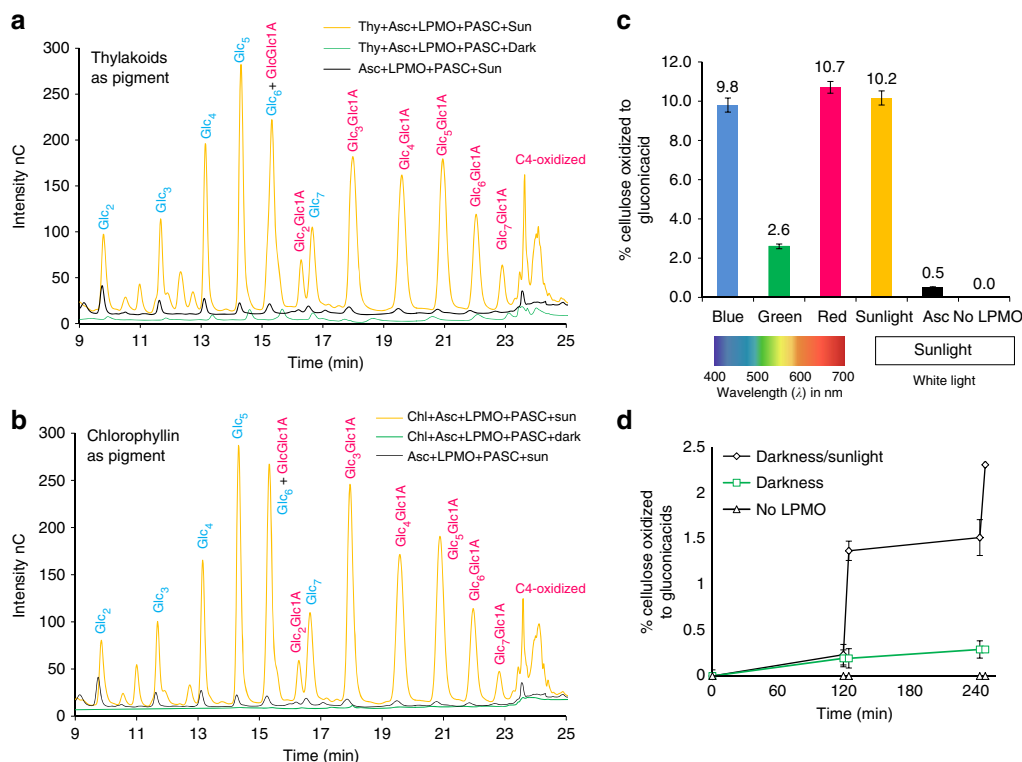 a
Thylakoids
as pigment
Thy+Asc+LPMO+PASC+Sun
Thy+Asc+LPMO+PASC+Dark
Asc+LPMO+PASC+Sun
Intensity nC
300
250
200
150
100
50
0
Glc2
Glc3
Glc4
Glc5
Glc6 + GlcGlc1A
Glc2Glc1A
Glc7
Glc3Glc1A
Glc4Glc1A
Glc5Glc1A
Glc6Glc1A
Glc7Glc1A
C4-oxidized
9 11 13 15 17 19 21 23 25
Time (min)
b
Chlorophyllin
as pigment
Chl+Asc+LPMO+PASC+sun
Chl+Asc+LPMO+PASC+dark
Asc+LPMO+PASC+sun
Intensity nC
300
250
200
150
100
50
0
Glc2
Glc3
Glc4
Glc5
Glc6 + GlcGlc1A
Glc2Glc1A
Glc7
Glc3Glc1A
Glc4Glc1A
Glc5Glc1A
Glc6Glc1A
Glc7Glc1A
C4-oxidized
9 11 13 15 17 19 21 23 25
Time (min)
c
% cellulose oxidized to
gluconicacid
12.0
10.0
8.0
6.0
4.0
2.0
0.0
9.8
2.6
10.7
10.2
0.5
0.0
Blue Green Red Sunlight Asc No LPMO
400 500 600 700
Wavelength (λ) in nm
Sunlight
White light
d
% cellulose oxidized
to gluconicacids
2.5
2
1.5
1
0.5
0
Darkness/sunlight
Darkness
No LPMO
0 60 120 180 240
Time (min)